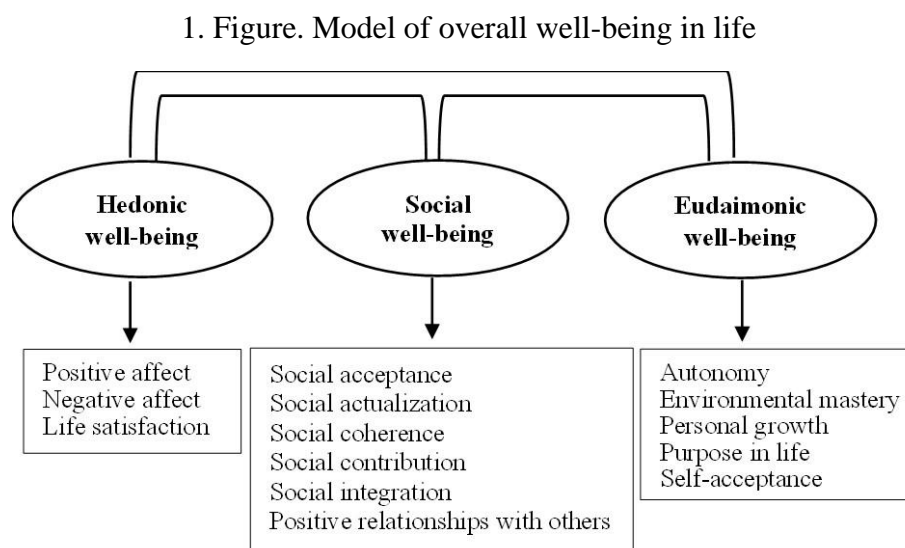 1. Figure. Model of overall well-being in life
Hedonic
well-being
Social
well-being
Eudaimonic
well-being
Positive affect
Negative affect
Life satisfaction
Social acceptance
Social actualization
Social coherence
Social contribution
Social integration
Positive relationships with others
Autonomy
Environmental mastery
Personal growth
Purpose in life
Self-acceptance